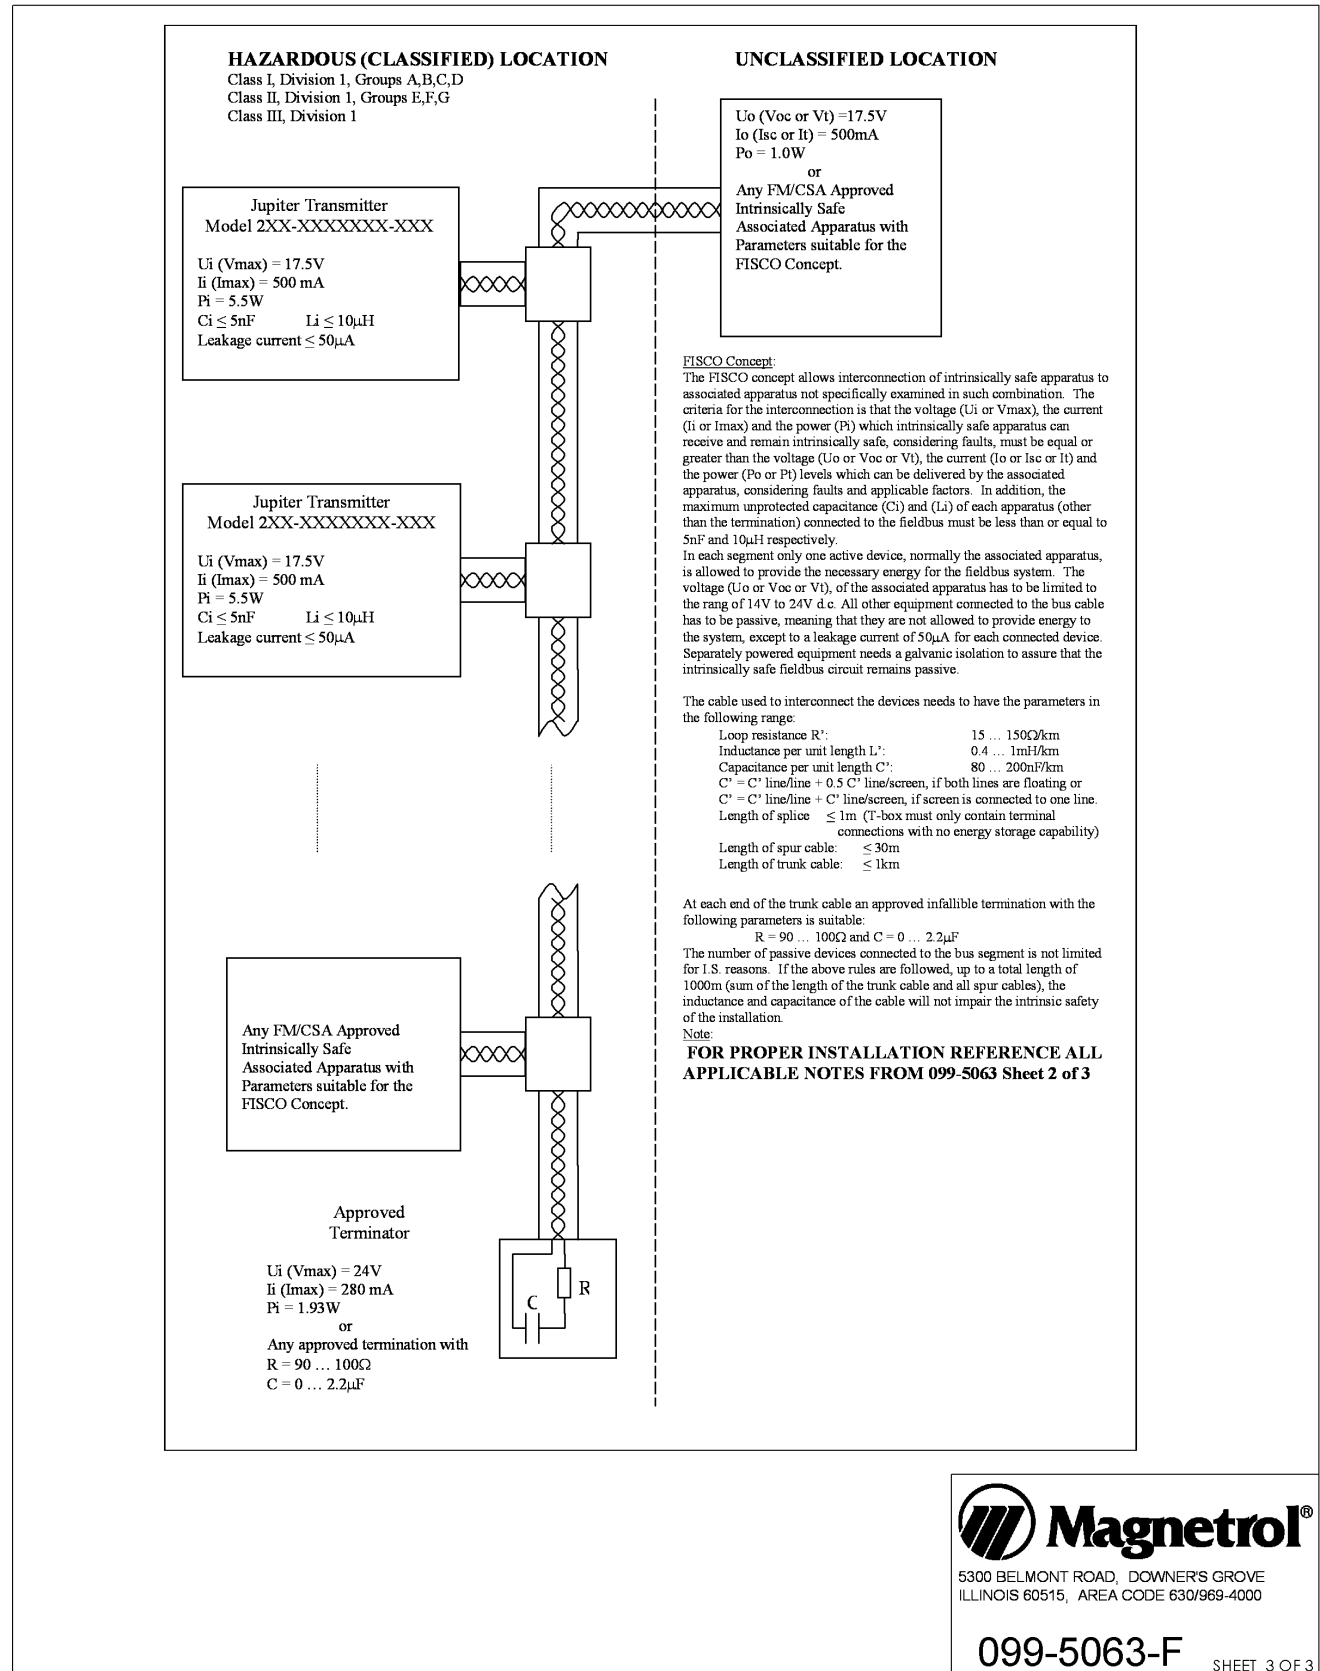 HAZARDOUS (CLASSIFIED) LOCATION
Class I, Division 1, Groups A,B,C,D
Class II, Division 1, Groups E,F,G
Class III, Division 1
UNCLASSIFIED LOCATION
Uo (Voc or Vt) =17.5V
Io (Isc or It) = 500mA
Po = 1.0W
or
Any FM/CSA Approved
Intrinsically Safe
Associated Apparatus with
Parameters suitable for the
FISCO Concept.
Jupiter Transmitter
Model 2XX-XXXXXXX-XXX
Ui (Vmax) = 17.5V
Ii (Imax) = 500 mA
Pi = 5.5W
Ci ≤ 5nF Li ≤ 10μH
Leakage current ≤ 50μA
Jupiter Transmitter
Model 2XX-XXXXXXX-XXX
Ui (Vmax) = 17.5V
Ii (Imax) = 500 mA
Pi = 5.5W
Ci ≤ 5nF Li ≤ 10μH
Leakage current ≤ 50μA
Any FM/CSA Approved
Intrinsically Safe
Associated Apparatus with
Parameters suitable for the
FISCO Concept.
Approved
Terminator
Ui (Vmax) = 24V
Ii (Imax) = 280 mA
Pi = 1.93W
or
Any approved termination with
R = 90 … 100Ω
C = 0 … 2.2μF
R
C
FISCO Concept:
The FISCO concept allows interconnection of intrinsically safe apparatus to
associated apparatus not specifically examined in such combination. The
criteria for the interconnection is that the voltage (Ui or Vmax), the current
(Ii or Imax) and the power (Pi) which intrinsically safe apparatus can
receive and remain intrinsically safe, considering faults, must be equal or
greater than the voltage (Uo or Voc or Vt), the current (Io or Isc or It) and
the power (Po or Pt) levels which can be delivered by the associated
apparatus, considering faults and applicable factors. In addition, the
maximum unprotected capacitance (Ci) and (Li) of each apparatus (other
than the termination) connected to the fieldbus must be less than or equal to
5nF and 10μH respectively.
In each segment only one active device, normally the associated apparatus,
is allowed to provide the necessary energy for the fieldbus system. The
voltage (Uo or Voc or Vt), of the associated apparatus has to be limited to
the rang of 14V to 24V d.c. All other equipment connected to the bus cable
has to be passive, meaning that they are not allowed to provide energy to
the system, except to a leakage current of 50μA for each connected device.
Separately powered equipment needs a galvanic isolation to assure that the
intrinsically safe fieldbus circuit remains passive.
The cable used to interconnect the devices needs to have the parameters in
the following range:
Loop resistance R': 15 … 150Ω/km
Inductance per unit length L': 0.4 … 1mH/km
Capacitance per unit length C': 80 … 200nF/km
C' = C' line/line + 0.5 C' line/screen, if both lines are floating or
C' = C' line/line + C' line/screen, if screen is connected to one line.
Length of splice ≤ 1m (T-box must only contain terminal
connections with no energy storage capability)
Length of spur cable: ≤ 30m
Length of trunk cable: ≤ 1km
At each end of the trunk cable an approved infallible termination with the
following parameters is suitable:
R = 90 … 100Ω and C = 0 … 2.2μF
The number of passive devices connected to the bus segment is not limited
for I.S. reasons. If the above rules are followed, up to a total length of
1000m (sum of the length of the trunk cable and all spur cables), the
inductance and capacitance of the cable will not impair the intrinsic safety
of the installation.
Note:
FOR PROPER INSTALLATION REFERENCE ALL
APPLICABLE NOTES FROM 099-5063 Sheet 2 of 3
Magnetrol®
5300 BELMONT ROAD, DOWNER'S GROVE
ILLINOIS 60515, AREA CODE 630/969-4000
099-5063-F SHEET 3 OF 3